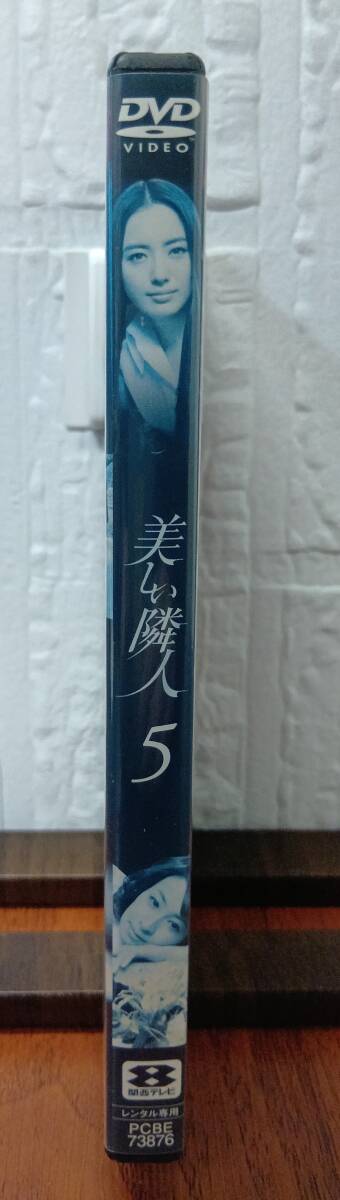 DVD
VIDEO
TM
美しい隣人
5
関西テレビ
レンタル専用
PCBE
73876